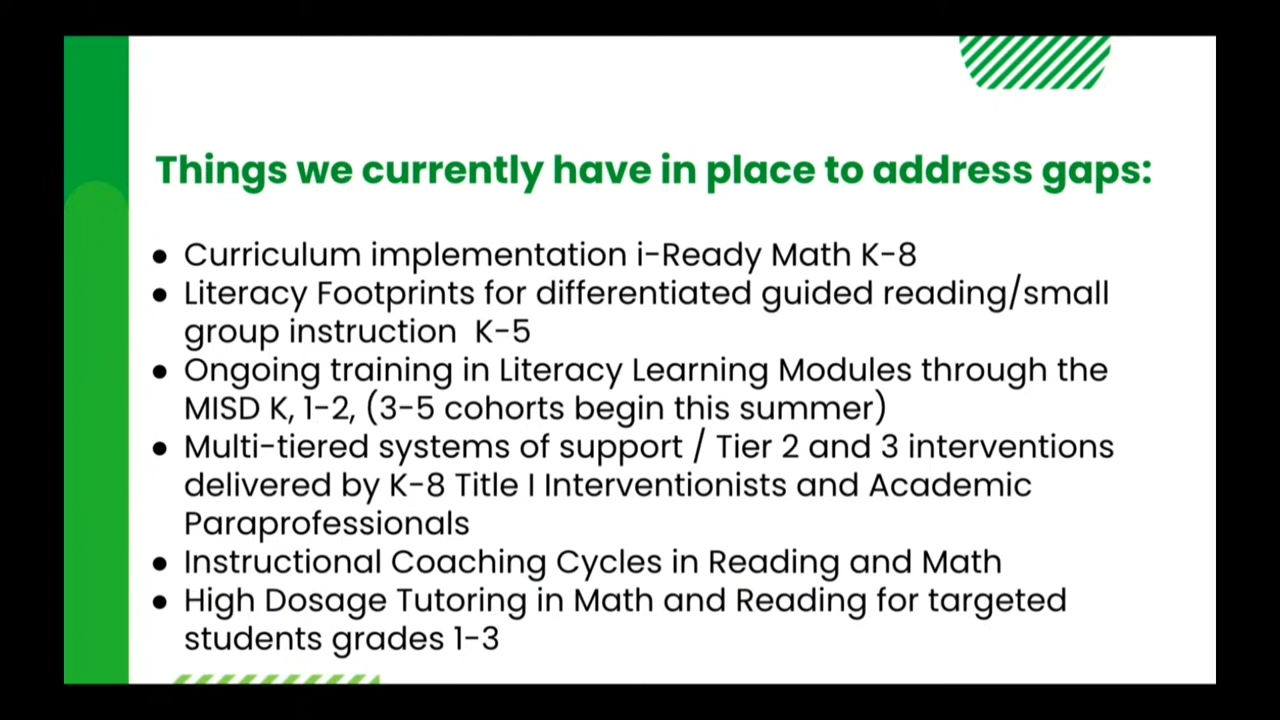 Things we currently have in place to address gaps:
● Curriculum implementation i-Ready Math K-8
● Literacy Footprints for differentiated guided reading/small
group instruction  K-5
● Ongoing training in Literacy Learning Modules through the
MISD K, 1-2, (3-5 cohorts begin this summer)
● Multi-tiered systems of support / Tier 2 and 3 interventions
delivered by K-8 Title I Interventionists and Academic
Paraprofessionals
● Instructional Coaching Cycles in Reading and Math
● High Dosage Tutoring in Math and Reading for targeted
students grades 1-3